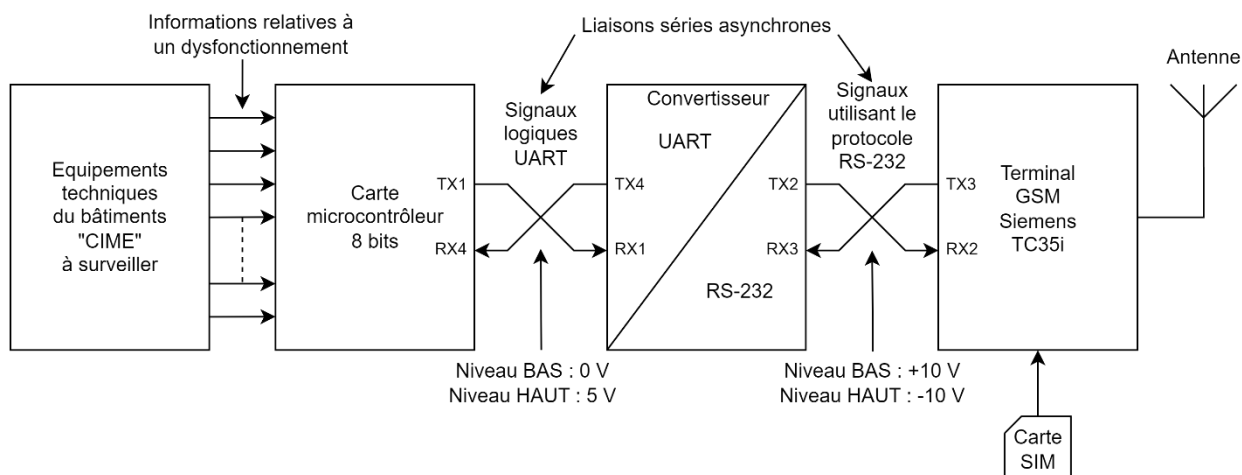 Informations relatives à
un dysfonctionnement
Liaisons séries asynchrones
Antenne
Equipements
techniques
du bâtiments
"CIME"
à surveiller
Carte
microcontrôleur
8 bits
TX1
RX4
Signaux
logiques
UART
Convertisseur
UART
TX4
RX1
TX2
RX3
RS-232
Signaux
utilisant le
protocole
RS-232
TX3
RX2
Terminal
GSM
Siemens
TC35i
Niveau BAS : 0 V
Niveau HAUT : 5 V
Niveau BAS : +10 V
Niveau HAUT : -10 V
Carte
SIM